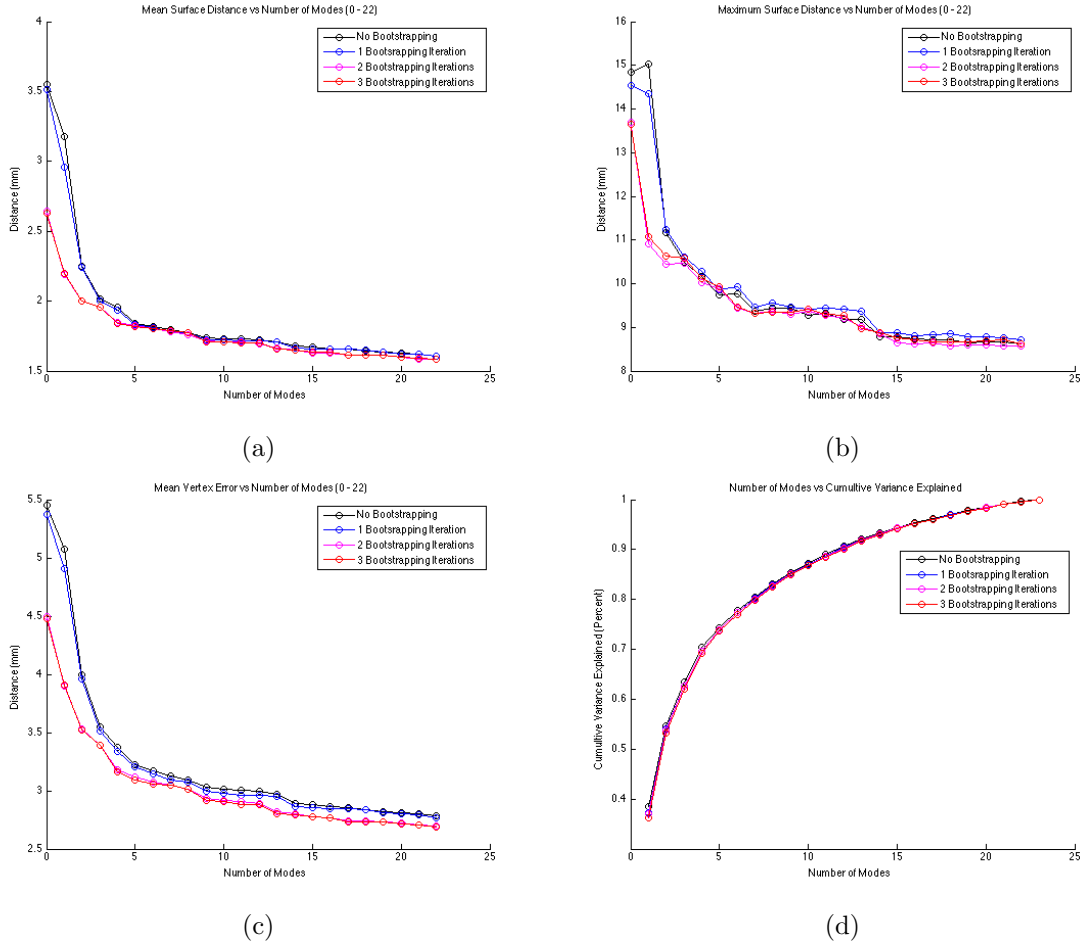 Mean Surface Distance vs Number of Modes (0 - 22)
4
3.5
3
2.5
2
1.5
Distance (mm)
No Bootstrapping
1 Bootsrapping Iteration
2 Bootstrapping Iterations
3 Bootstrapping Iterations
0 5 10 15 20 25
Number of Modes
(a)
Maximum Surface Distance vs Number of Modes (0 - 22)
16
15
14
13
12
11
10
9
8
Distance (mm)
No Bootstrapping
1 Bootsrapping Iteration
2 Bootstrapping Iterations
3 Bootstrapping Iterations
0 5 10 15 20 25
Number of Modes
(b)
Mean Vertex Error vs Number of Modes (0 - 22)
5.5
5
4.5
4
3.5
3
2.5
Distance (mm)
No Bootstrapping
1 Bootsrapping Iteration
2 Bootstrapping Iterations
3 Bootstrapping Iterations
0 5 10 15 20 25
Number of Modes
(c)
Number of Modes vs Cumultive Variance Explained
1
0.9
0.8
0.7
0.6
0.5
0.4
Cumultive Variance Explained (Percent)
No Bootstrapping
1 Bootsrapping Iteration
2 Bootstrapping Iterations
3 Bootstrapping Iterations
0 5 10 15 20 25
Number of Modes
(d)